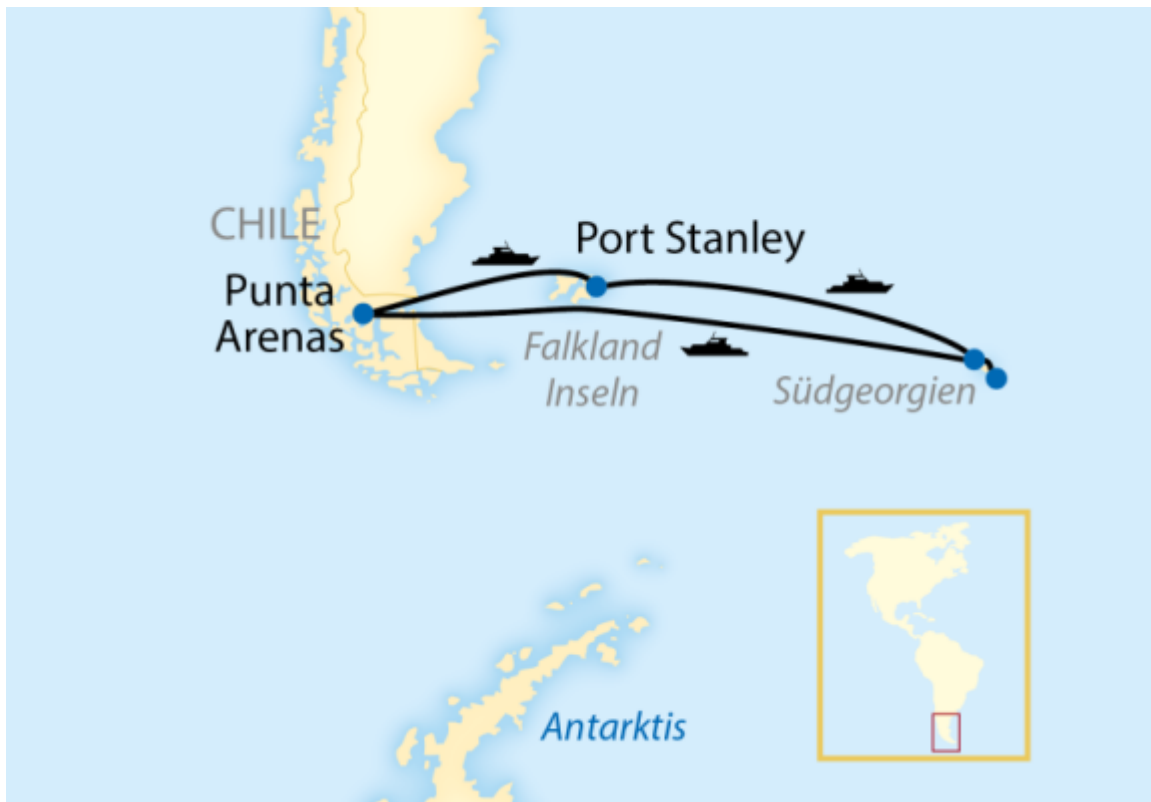 CHILE
Port Stanley
Punta
Arenas
Falkland
Inseln
Südgeorgien
Antarktis